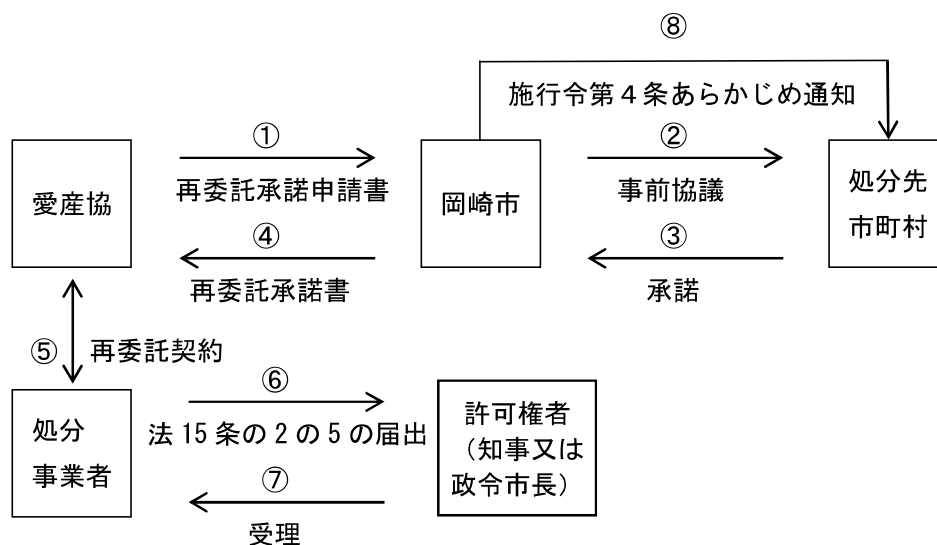 ⑧
施行令第４条あらかじめ通知
愛産協
①
再委託承諾申請書
④
再委託承諾書
岡崎市
②
事前協議
③
承諾
処分先
市町村
⑤
再委託契約
処分
事業者
⑥
法15条の2の5の届出
⑦
受理
許可権者
（知事又は
政令市長）